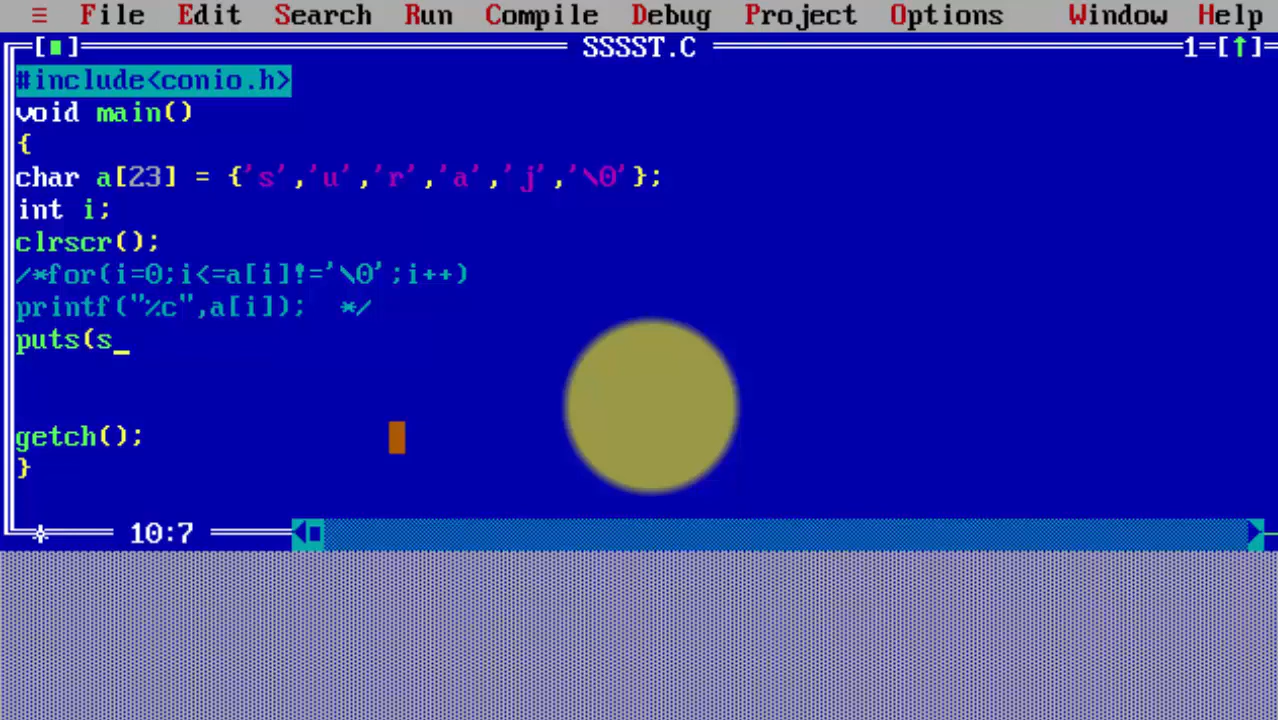 ≡ File Edit Search Run Compile Debug Project Options Window Help
[■] SSSST.C 1=[↑]
#include<conio.h>
void main()
{
char a[23] = {'s','u','r','a','j','\0'};
int i;
clrscr();
/*for(i=0;i<=a[i]!='\0';i++)
printf("%c",a[i]); */
puts(s_
getch();
}
10:7